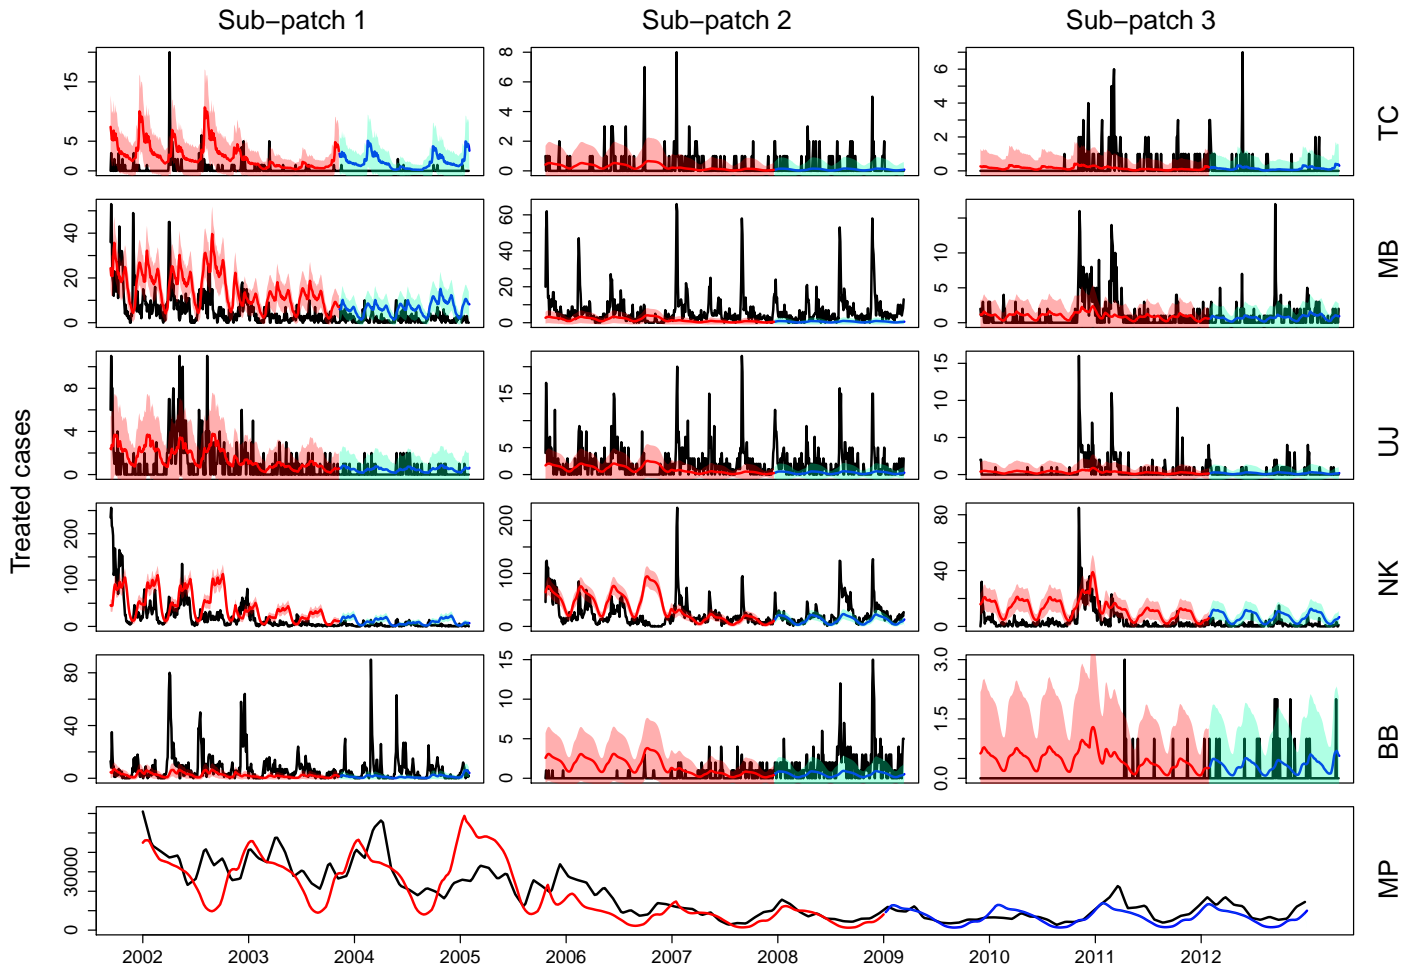 Sub−patch 1 Sub−patch 2 Sub−patch 3
Treated cases
0 5 15
0 2 4 6 8
0 2 4 6
TC
0 20 40
0 20 40 60
0 5 10
MB
0 4 8
0 5 15
0 5 10 15
UJ
0 100 200
0 100 200
0 40 80
NK
0 40 80
0 5 10 15
0.0 1.5 3.0
BB
0 30000
MP
2002 2003 2004 2005 2006 2007 2008 2009 2010 2011 2012